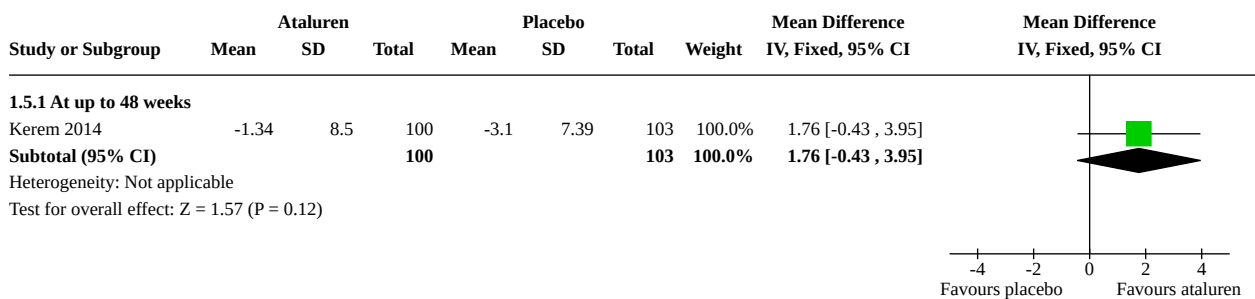 Ataluren Placebo Mean Difference Mean Difference
Study or Subgroup Mean SD Total Mean SD Total Weight IV, Fixed, 95% CI IV, Fixed, 95% CI
1.5.1 At up to 48 weeks
Kerem 2014 -1.34 8.5 100 -3.1 7.39 103 100.0% 1.76 [-0.43 , 3.95]
Subtotal (95% CI) 100 103 100.0% 1.76 [-0.43 , 3.95]
Heterogeneity: Not applicable
Test for overall effect: Z = 1.57 (P = 0.12)
-4 -2 0 2 4
Favours placebo Favours ataluren